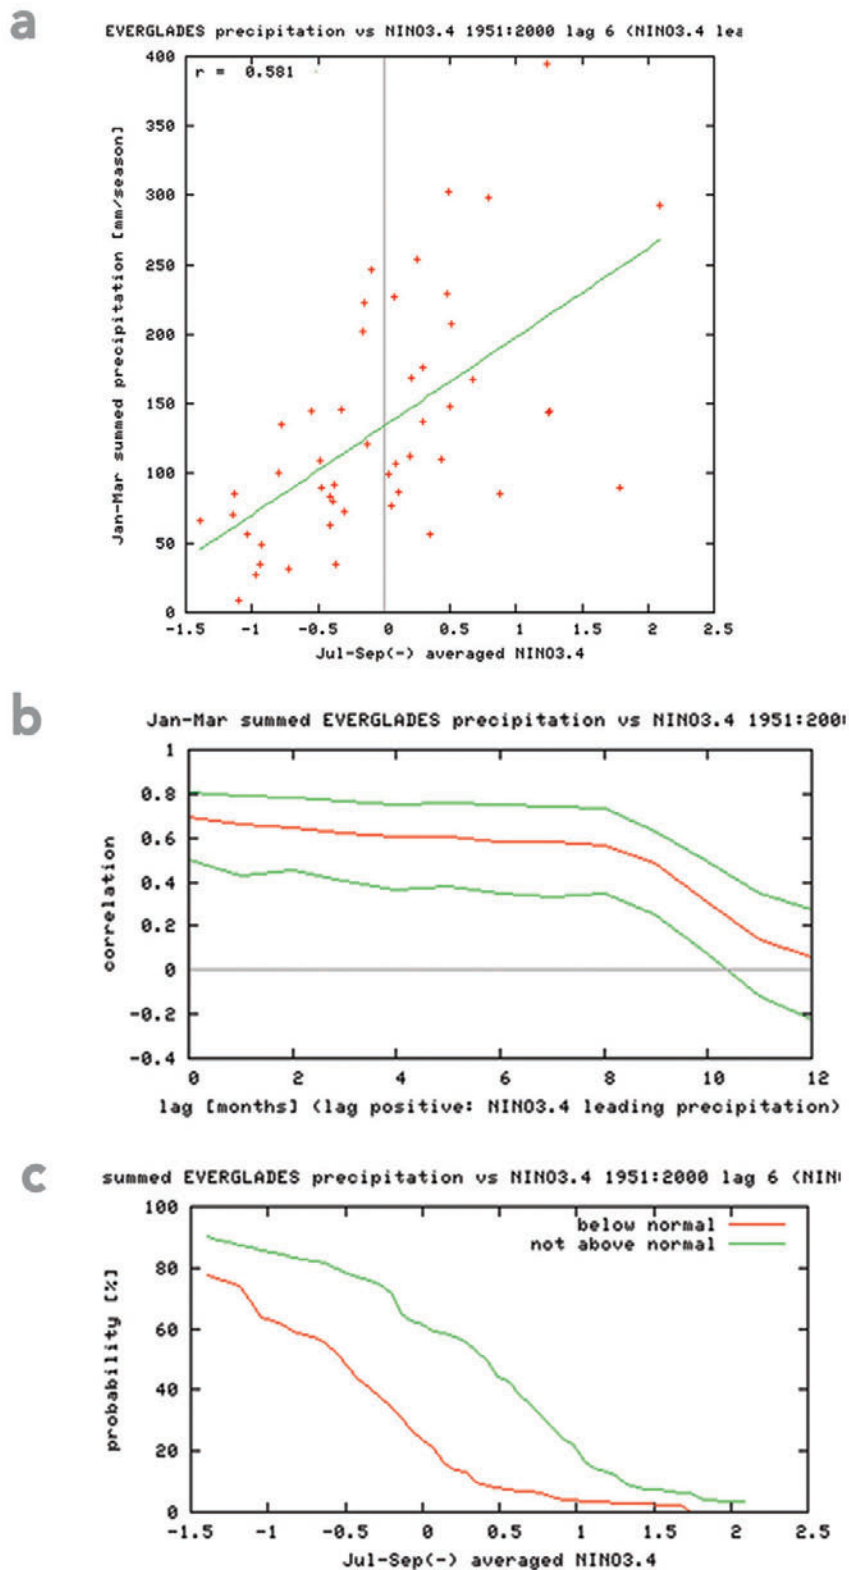 a
EVERGLADES precipitation vs NINO3.4 1951:2000 lag 6 (NINO3.4 lea
r = 0.581
400
350
300
250
200
150
100
50
0
Jan-Mar summed precipitation [mm/season]
-1.5 -1 -0.5 0 0.5 1 1.5 2 2.5
Jul-Sep(-) averaged NINO3.4
b
Jan-Mar summed EVERGLADES precipitation vs NINO3.4 1951:200
1
0.8
0.6
0.4
0.2
0
-0.2
-0.4
correlation
0 2 4 6 8 10 12
lag [months] (lag positive: NINO3.4 leading precipitation)
c
summed EVERGLADES precipitation vs NINO3.4 1951:2000 lag 6 (NIN
below normal
not above normal
100
80
60
40
20
0
probability [%]
-1.5 -1 -0.5 0 0.5 1 1.5 2 2.5
Jul-Sep(-) averaged NINO3.4